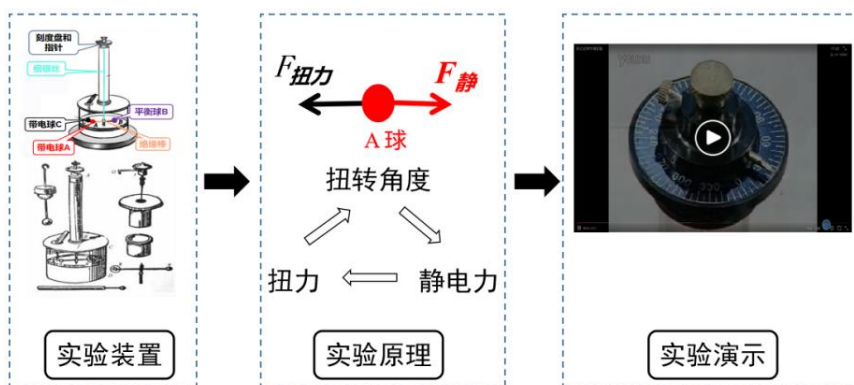 刻度盘和
指针
细银丝
平衡球B
带电球C
带电球A
绝缘棒
实验装置
F扭力
F静
A球
扭转角度
扭力
静电力
实验原理
实验演示